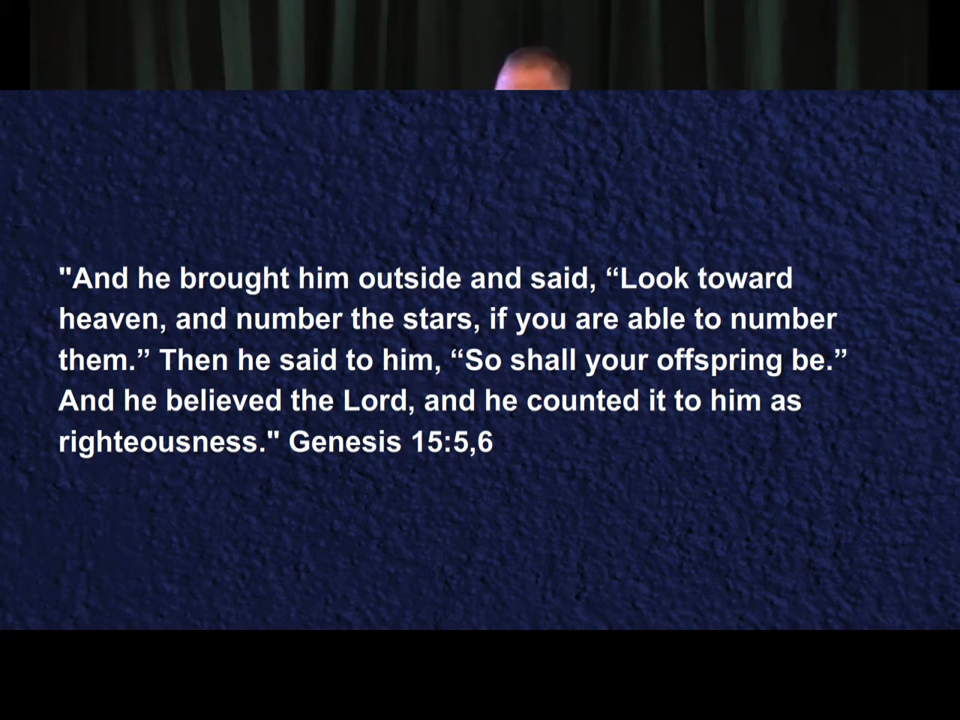 "And he brought him outside and said, “Look toward
heaven, and number the stars, if you are able to number
them.” Then he said to him, “So shall your offspring be.”
And he believed the Lord, and he counted it to him as
righteousness." Genesis 15:5,6